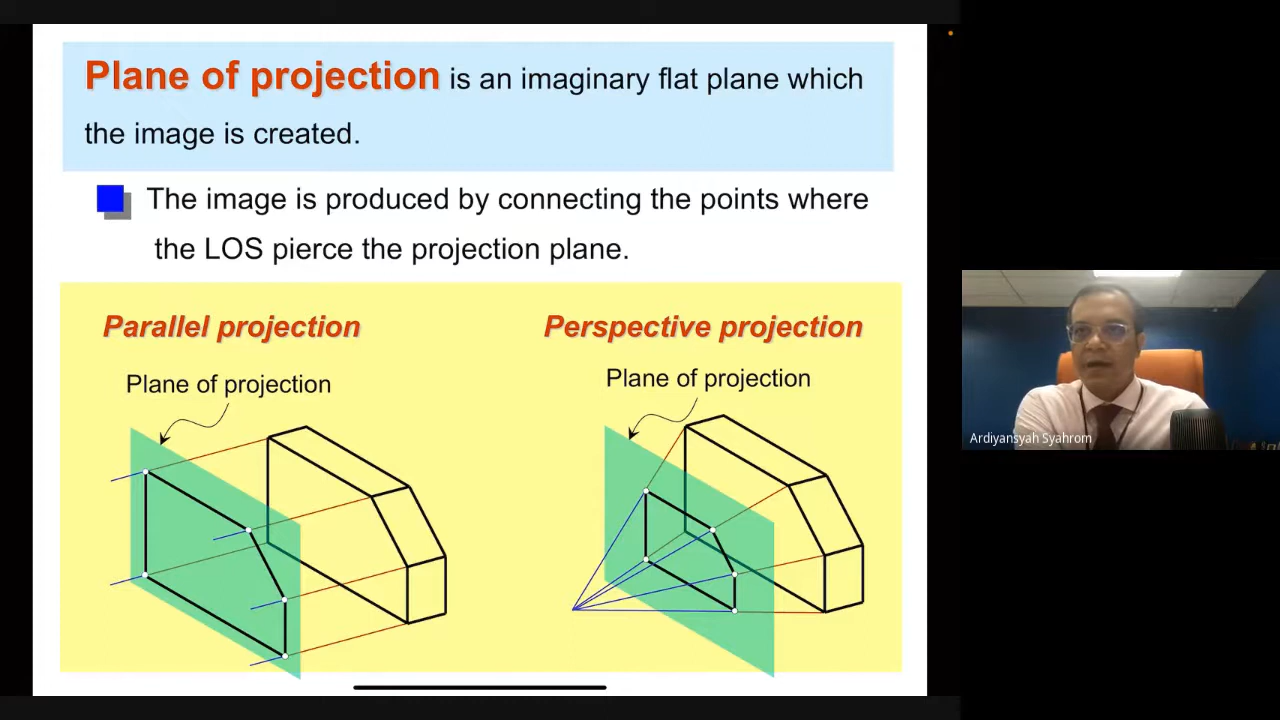 Plane of projection is an imaginary flat plane which
the image is created.
The image is produced by connecting the points where
the LOS pierce the projection plane.
Parallel projection
Perspective projection
Plane of projection
Plane of projection
Ardiyansyah Syahrom